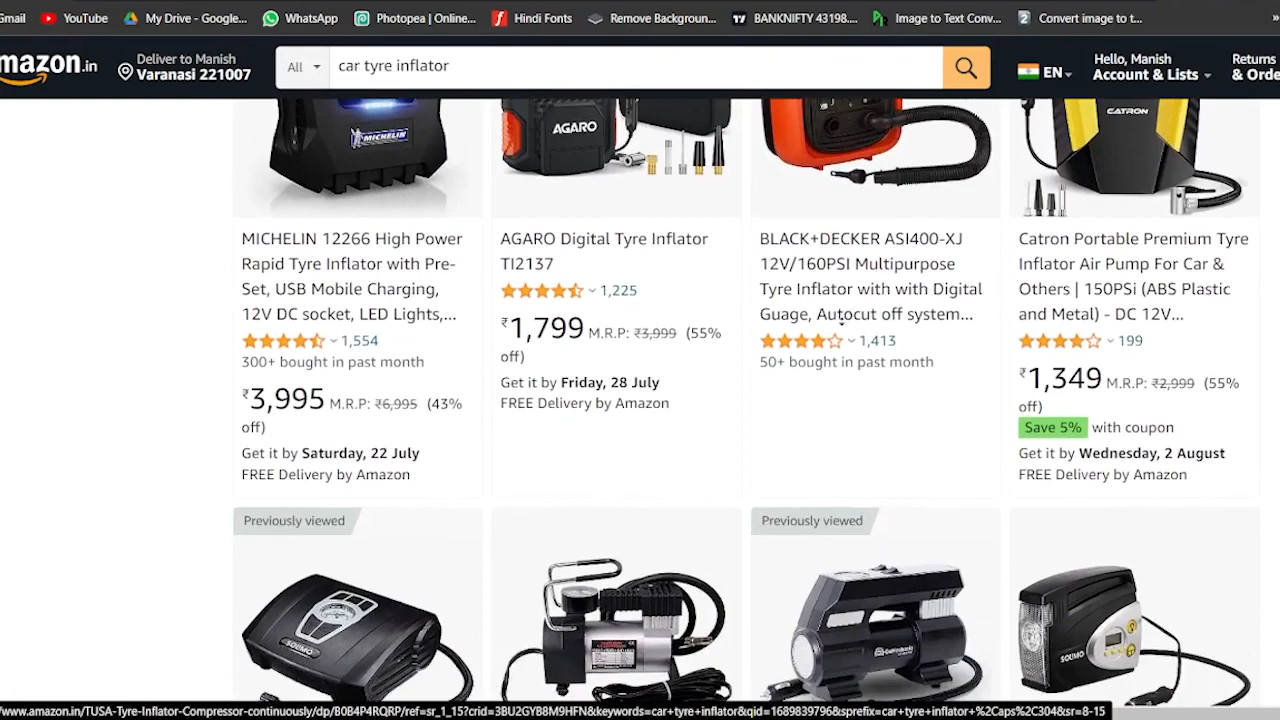 Gmail YouTube My Drive - Google... WhatsApp Photopea | Online... Hindi Fonts Remove Backgroun... BANKNIFTY 43198.... Image to Text Conv... Convert image to t... »
amazon.in
Deliver to Manish
Varanasi 221007
All car tyre inflator
EN
Hello, Manish
Account & Lists
Returns
& Orde
MICHELIN
AGARO
CATRON
MICHELIN 12266 High Power
Rapid Tyre Inflator with Pre-
Set, USB Mobile Charging,
12V DC socket, LED Lights,...
1,554
300+ bought in past month
₹3,995 M.R.P: ₹6,995 (43%
off)
Get it by Saturday, 22 July
FREE Delivery by Amazon
AGARO Digital Tyre Inflator
TI2137
1,225
₹1,799 M.R.P: ₹3,999 (55%
off)
Get it by Friday, 28 July
FREE Delivery by Amazon
BLACK+DECKER ASI400-XJ
12V/160PSI Multipurpose
Tyre Inflator with with Digital
Guage, Autocut off system...
1,413
50+ bought in past month
Catron Portable Premium Tyre
Inflator Air Pump For Car &
Others | 150PSi (ABS Plastic
and Metal) - DC 12V...
199
₹1,349 M.R.P: ₹2,999 (55%
off)
Save 5% with coupon
Get it by Wednesday, 2 August
FREE Delivery by Amazon
Previously viewed
Previously viewed
SOUMO
SOUMO
/www.amazon.in/TUSA-Tyre-Inflator-Compressor-continuously/dp/B0B4P4RQRP/ref=sr_1_15?crid=3BU2GYB8M9HFN&keywords=car+tyre+inflator&qid=1689839796&sprefix=car+tyre+inflator+%2Caps%2C304&sr=8-15